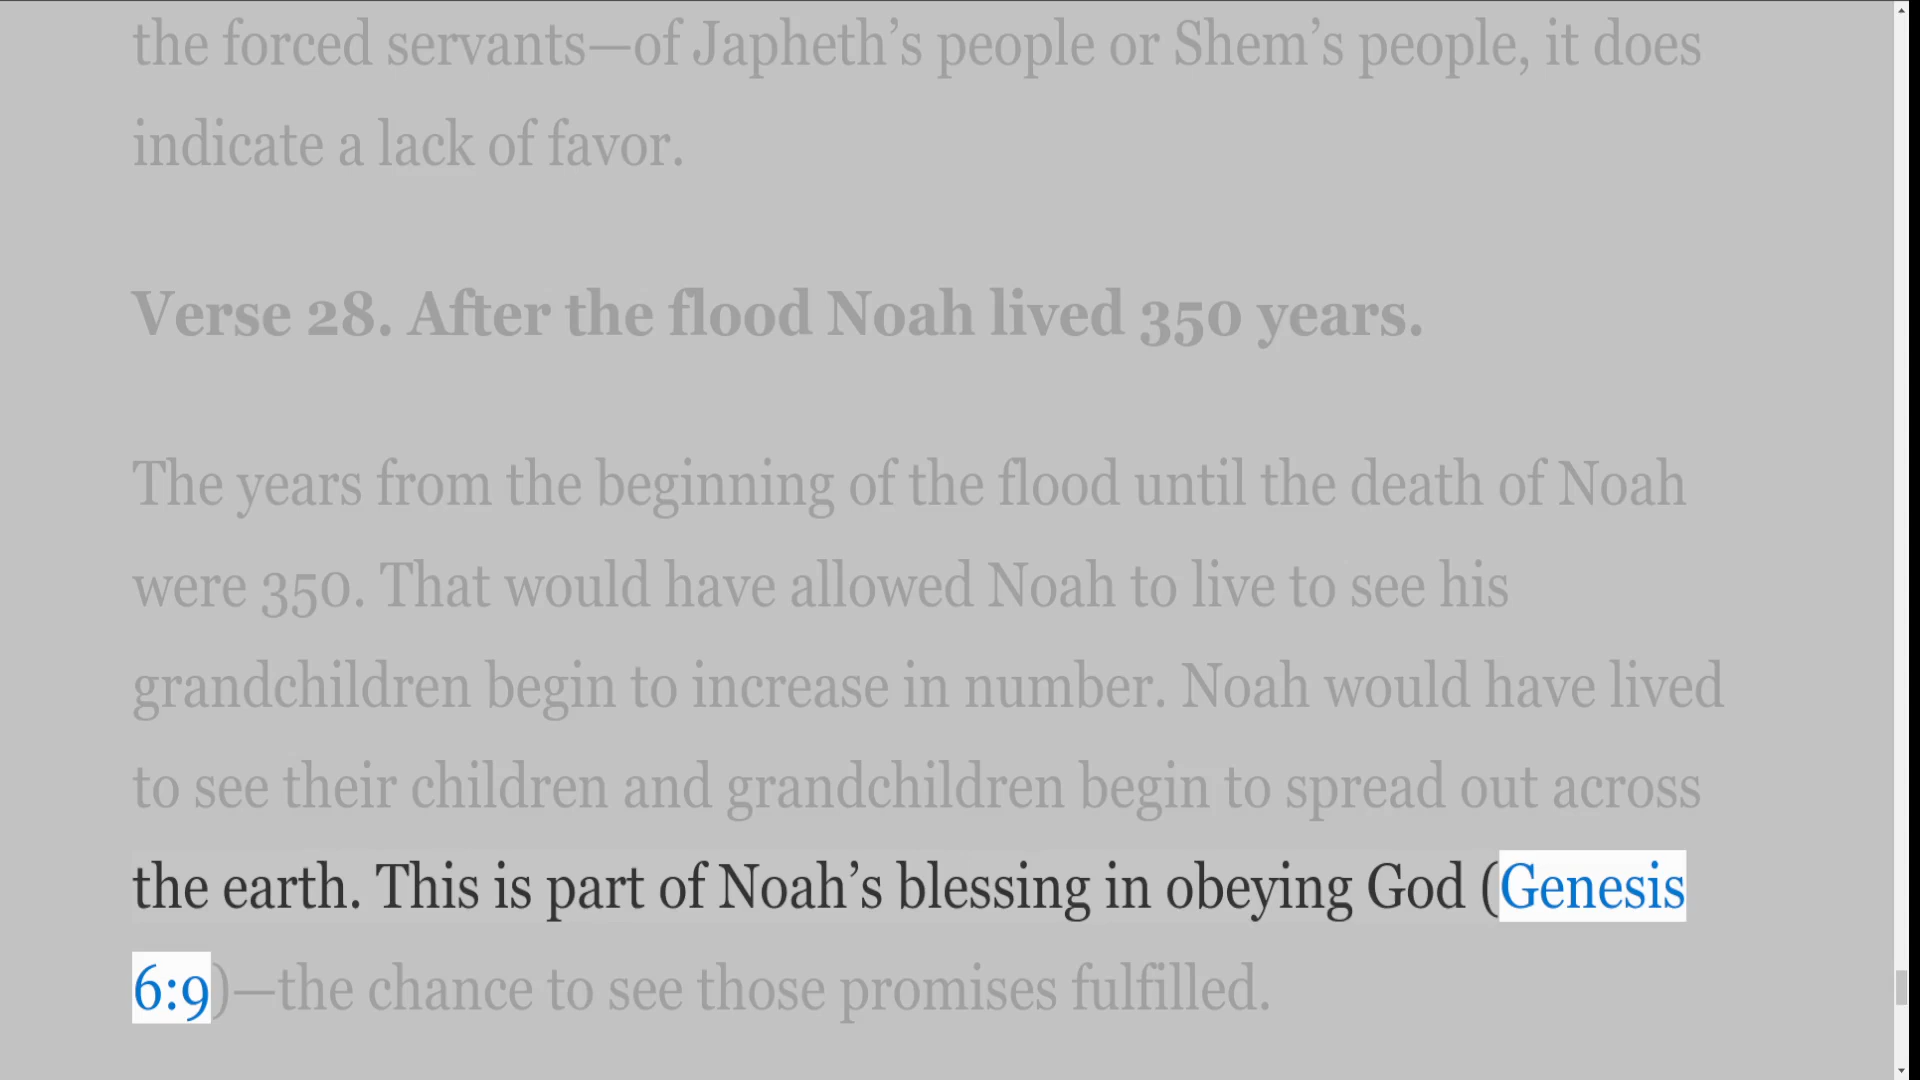 the forced servants—of Japheth’s people or Shem’s people, it does
indicate a lack of favor.
Verse 28. After the flood Noah lived 350 years.
The years from the beginning of the flood until the death of Noah
were 350. That would have allowed Noah to live to see his
grandchildren begin to increase in number. Noah would have lived
to see their children and grandchildren begin to spread out across
the earth. This is part of Noah’s blessing in obeying God (Genesis
6:9)—the chance to see those promises fulfilled.